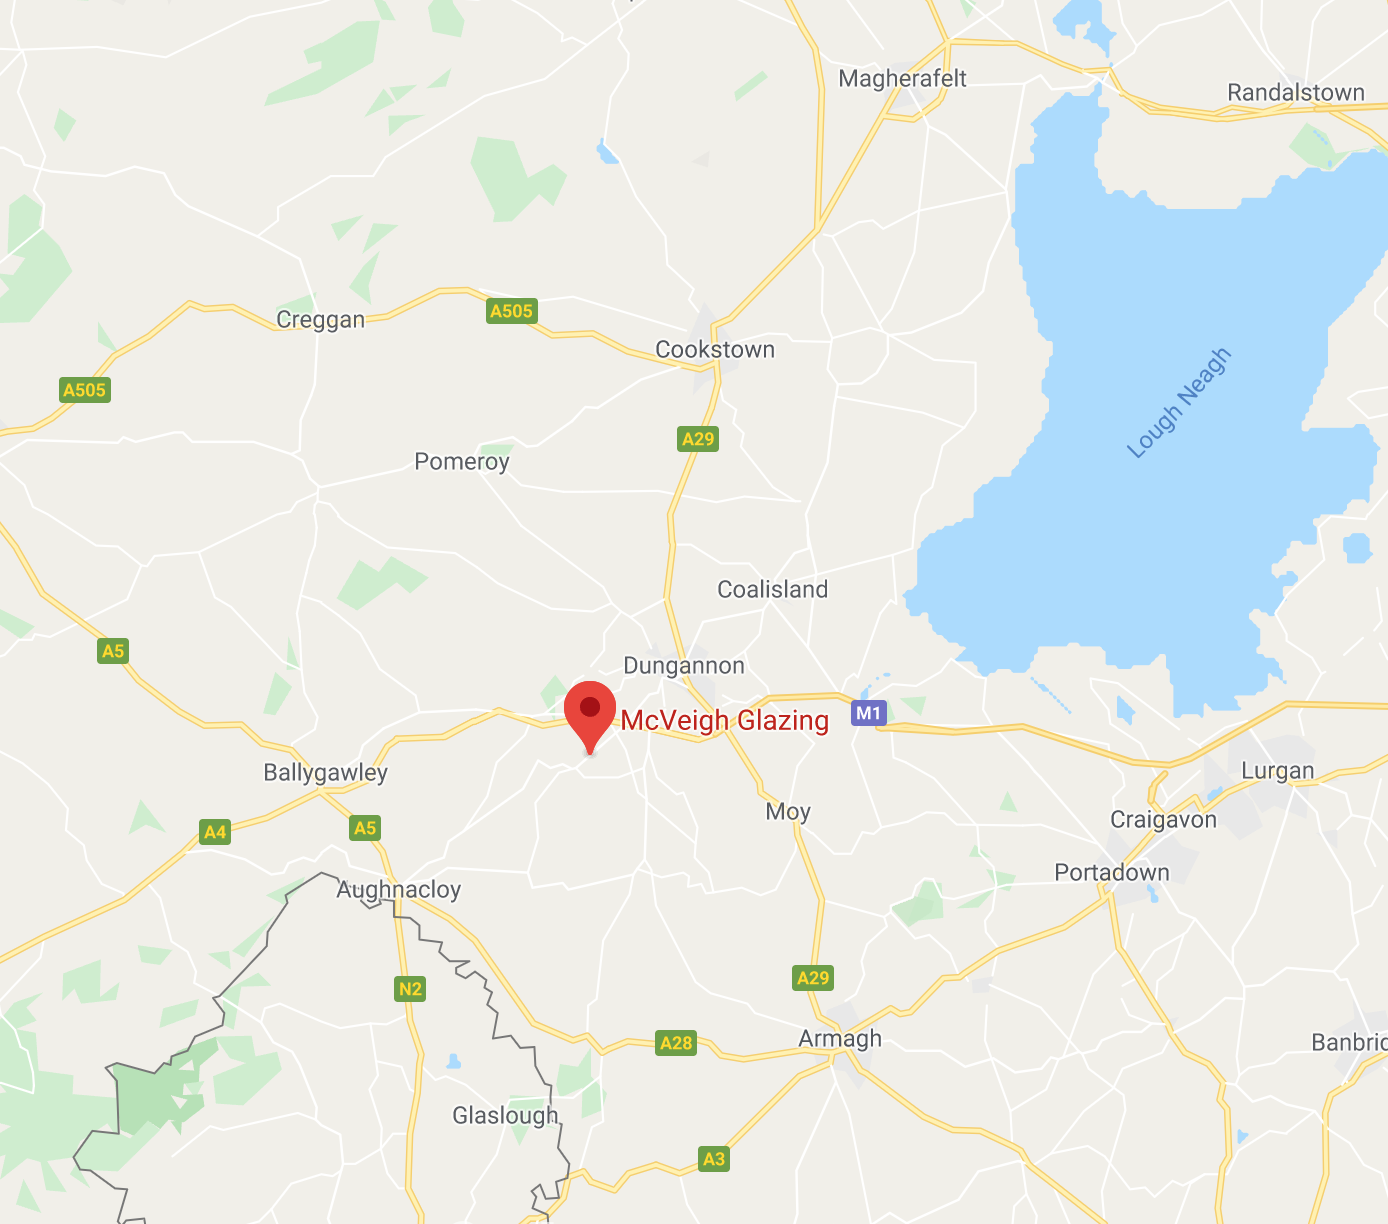 Magherafelt
Randalstown
A505
Creggan
Cookstown
A505
Lough Neagh
A29
Pomeroy
Coalisland
A5
Dungannon
M1
McVeigh Glazing
Ballygawley
Lurgan
Moy
Craigavon
A4
A5
Portadown
Aughnacloy
A29
N2
Armagh
A28
Banbric
Glaslough
A3